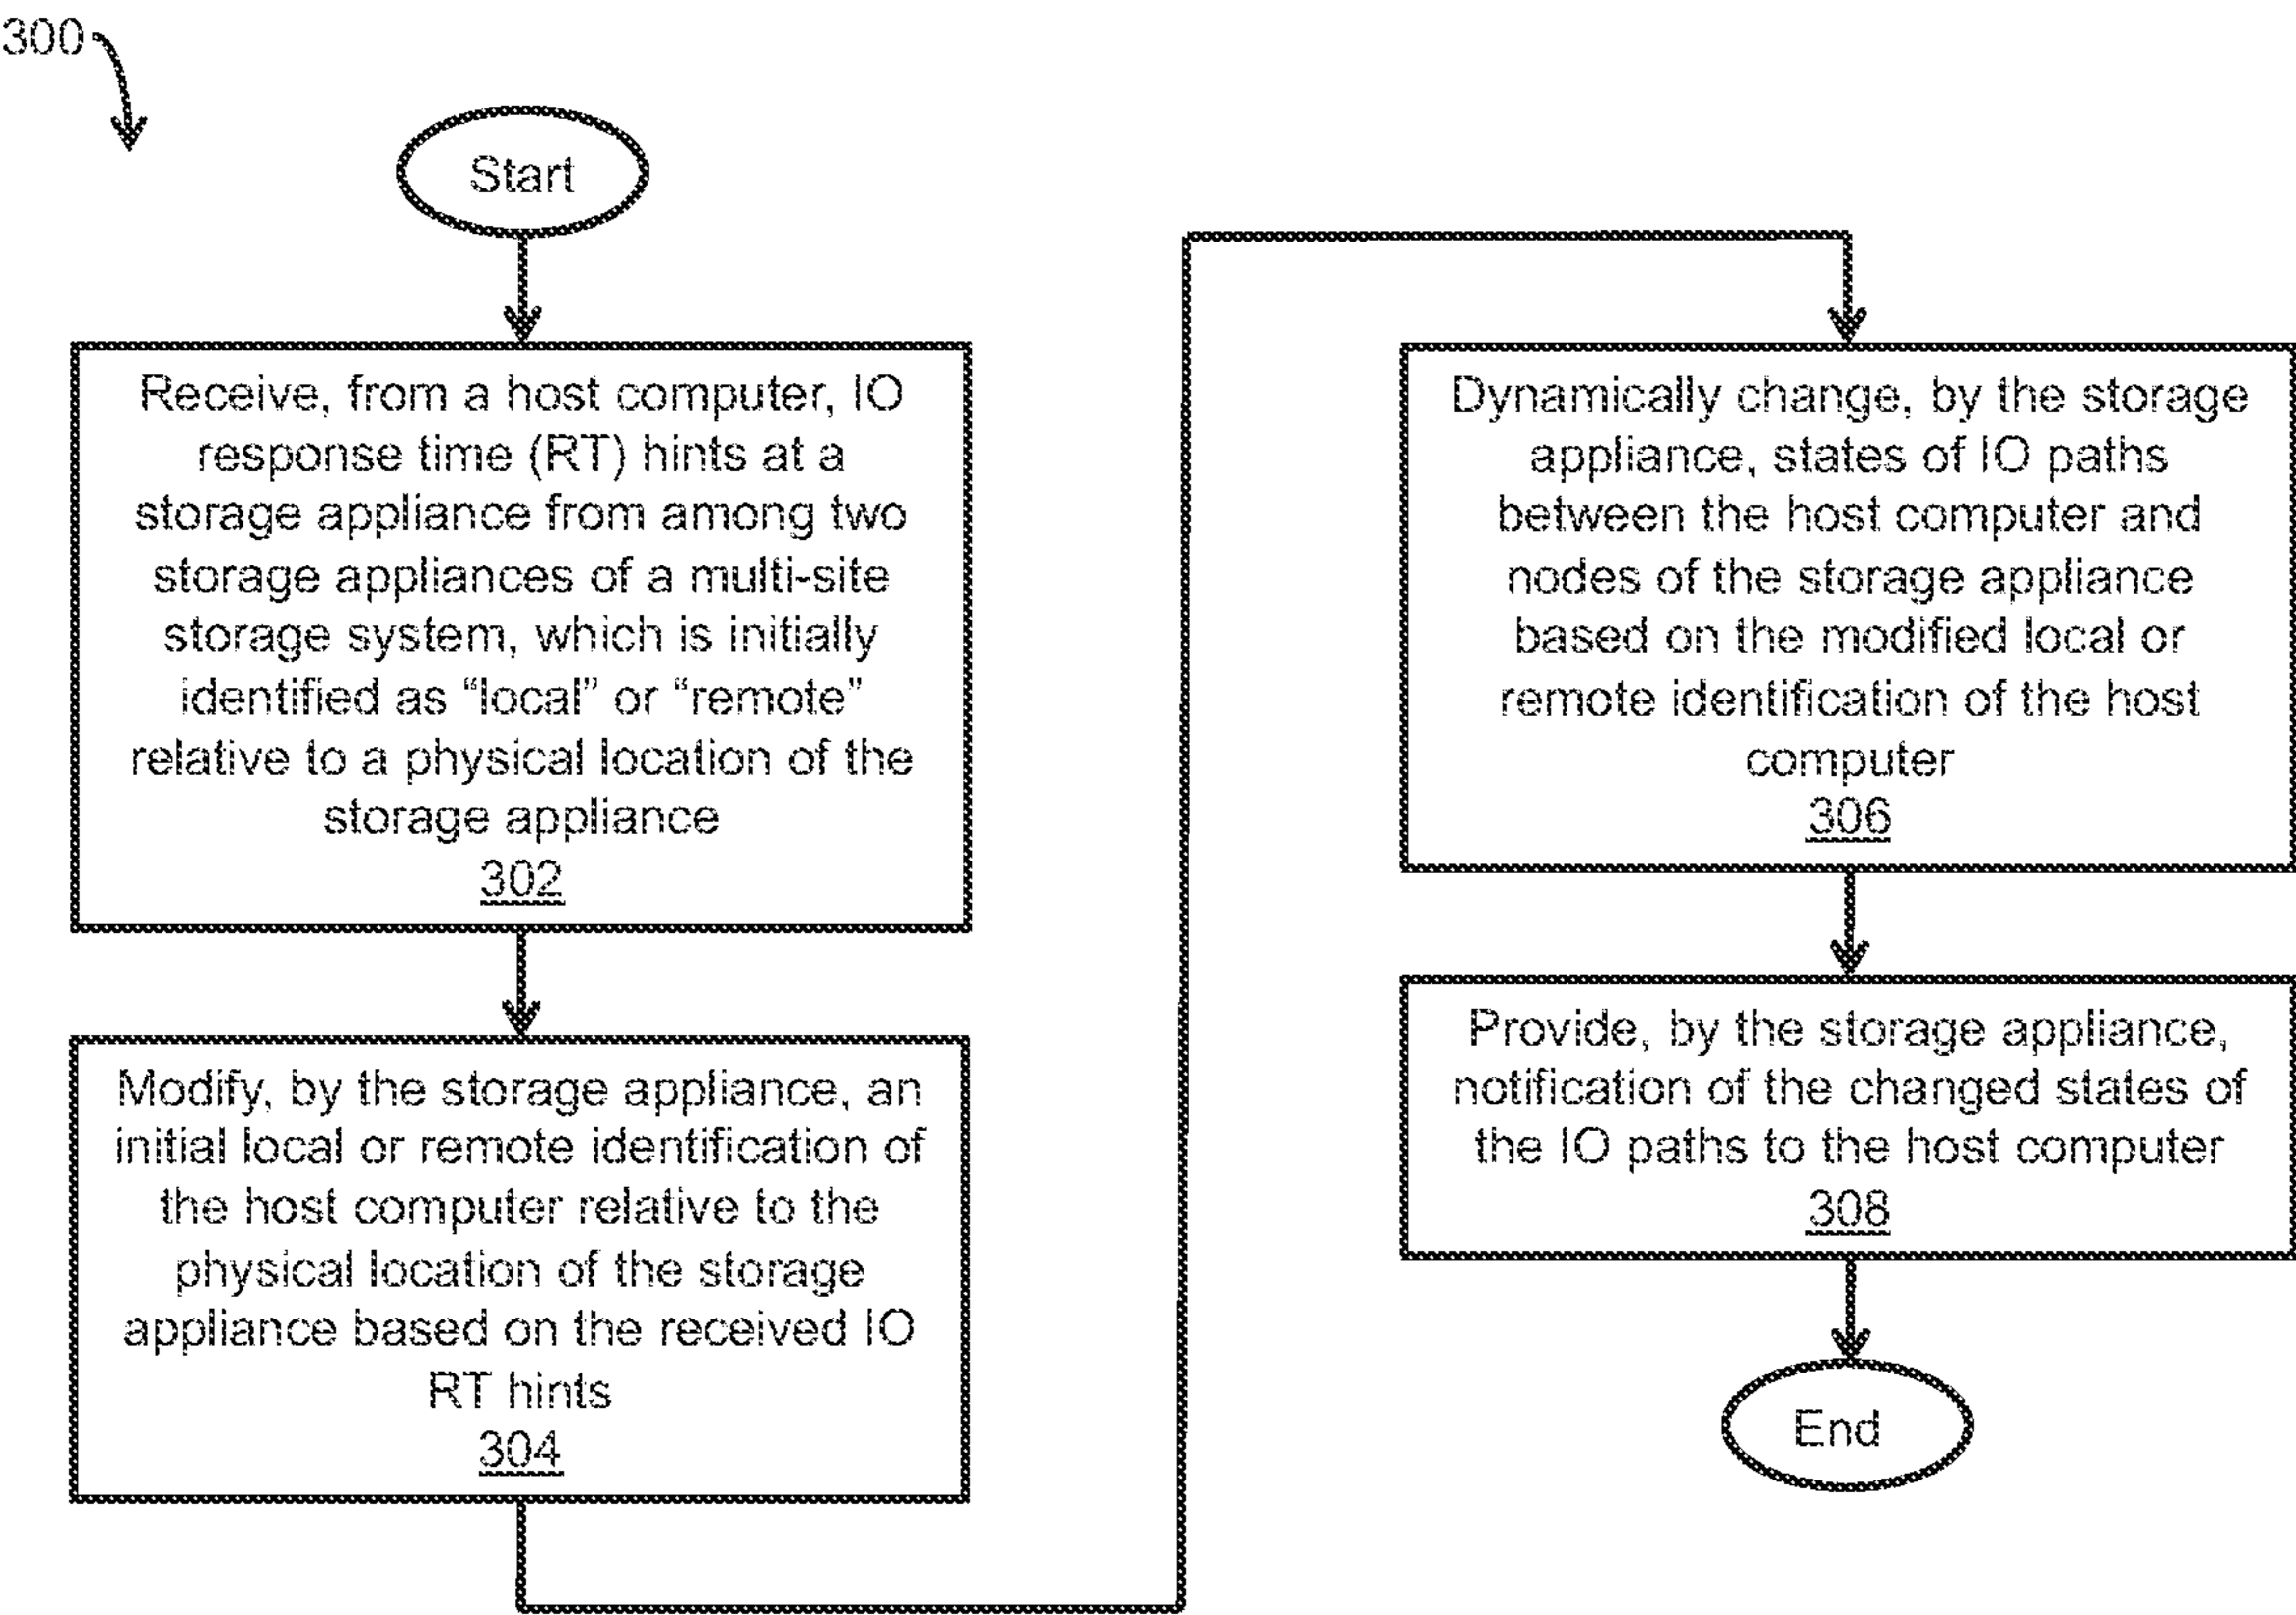 300
Start
Receive, from a host computer, IO
response time (RT) hints at a
storage appliance from among two
storage appliances of a multi-site
storage system, which is initially
identified as “local” or “remote”
relative to a physical location of the
storage appliance
302
Modify, by the storage appliance, an
initial local or remote identification of
the host computer relative to the
physical location of the storage
appliance based on the received IO
RT hints
304
Dynamically change, by the storage
appliance, states of IO paths
between the host computer and
nodes of the storage appliance
based on the modified local or
remote identification of the host
computer
306
Provide, by the storage appliance,
notification of the changed states of
the IO paths to the host computer
308
End